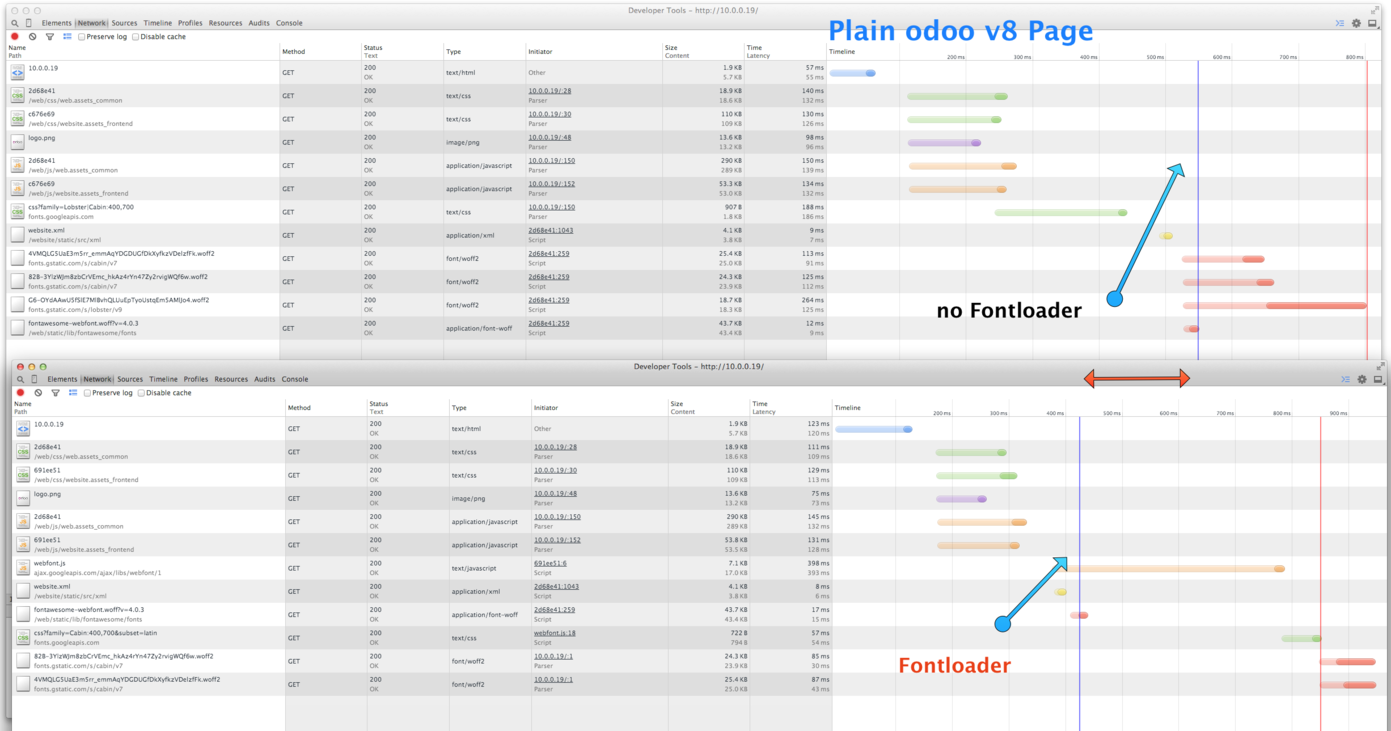 Developer Tools – http://10.0.0.19/
Elements Network Sources Timeline Profiles Resources Audits Console
Plain odoo v8 Page
Preserve log Disable cache
Name Path Method Status Text Type Initiator Size Content Time Latency Timeline
200 ms 300 ms 400 ms 500 ms 600 ms 700 ms 800 ms
10.0.0.19 GET 200 OK text/html Other 1.9 KB 5.7 KB 57 ms 55 ms
2d68e41 /web/css/web.assets_common GET 200 OK text/css 10.0.0.19/:28 Parser 18.9 KB 18.6 KB 140 ms 132 ms
c676e69 /web/css/website.assets_frontend GET 200 OK text/css 10.0.0.19/:30 Parser 110 KB 109 KB 130 ms 126 ms
logo.png GET 200 OK image/png 10.0.0.19/:48 Parser 13.6 KB 13.2 KB 98 ms 96 ms
2d68e41 /web/js/web.assets_common GET 200 OK application/javascript 10.0.0.19/:150 Parser 290 KB 289 KB 150 ms 139 ms
c676e69 /web/js/website.assets_frontend GET 200 OK application/javascript 10.0.0.19/:152 Parser 53.3 KB 53.0 KB 134 ms 132 ms
css?family=Lobster|Cabin:400,700 fonts.googleapis.com GET 200 OK text/css 10.0.0.19/:150 Parser 907 B 1.8 KB 188 ms 186 ms
website.xml /website/static/src/xml GET 200 OK application/xml 2d68e41:1043 Script 4.1 KB 3.8 KB 9 ms 7 ms
4VMQLG5UaE3m5rr_emmAqYDGDUGfDkXyfkzVDelzfFk.woff2 fonts.gstatic.com/s/cabin/v7 GET 200 OK font/woff2 2d68e41:259 Script 25.4 KB 25.0 KB 113 ms 91 ms
82B-3YlzWJm8zbCrVEmc_hkAz4rYn47Zy2rvigWQf6w.woff2 fonts.gstatic.com/s/cabin/v7 GET 200 OK font/woff2 2d68e41:259 Script 24.3 KB 23.9 KB 125 ms 112 ms
fonts.gstatic.com/s/lobster/v9 GET 200 OK font/woff2 2d68e41:259 Script 18.7 KB 18.3 KB 264 ms 125 ms
no Fontloader
fontawesome-webfont.woff?v=4.0.3 /web/static/lib/fontawesome/fonts GET 200 OK application/font-woff 2d68e41:259 Script 43.7 KB 43.4 KB 12 ms 9 ms
Developer Tools – http://10.0.0.19/
Elements Network Sources Timeline Profiles Resources Audits Console
Preserve log Disable cache
Name Path Method Status Text Type Initiator Size Content Time Latency Timeline
200 ms 300 ms 400 ms 500 ms 600 ms 700 ms 800 ms 900 ms
10.0.0.19 GET 200 OK text/html Other 1.9 KB 5.7 KB 123 ms 120 ms
2d68e41 /web/css/web.assets_common GET 200 OK text/css 10.0.0.19/:28 Parser 18.9 KB 18.6 KB 111 ms 109 ms
691ee51 /web/css/website.assets_frontend GET 200 OK text/css 10.0.0.19/:30 Parser 110 KB 109 KB 129 ms 113 ms
logo.png GET 200 OK image/png 10.0.0.19/:48 Parser 13.6 KB 13.2 KB 75 ms 73 ms
2d68e41 /web/js/web.assets_common GET 200 OK application/javascript 10.0.0.19/:150 Parser 290 KB 289 KB 145 ms 132 ms
691ee51 /web/js/website.assets_frontend GET 200 OK application/javascript 10.0.0.19/:152 Parser 53.8 KB 53.5 KB 131 ms 128 ms
webfont.js ajax.googleapis.com/ajax/libs/webfont/1 GET 200 OK text/javascript 691ee51:6 Script 7.1 KB 17.0 KB 398 ms 393 ms
website.xml /website/static/src/xml GET 200 OK application/xml 2d68e41:1043 Script 4.1 KB 3.8 KB 8 ms 6 ms
fontawesome-webfont.woff?v=4.0.3 /web/static/lib/fontawesome/fonts GET 200 OK application/font-woff 2d68e41:259 Script 43.7 KB 43.4 KB 17 ms 15 ms
css?family=Cabin:400,700&subset=latin fonts.googleapis.com GET 200 OK text/css webfont.js:18 Script 722 B 794 B 57 ms 54 ms
82B-3YlzWJm8zbCrVEmc_hkAz4rYn47Zy2rvigWQf6w.woff2 fonts.gstatic.com/s/cabin/v7 GET 200 OK font/woff2 10.0.0.19/:1 Parser 24.3 KB 23.9 KB 85 ms 30 ms
Fontloader
4VMQLG5UaE3m5rr_emmAqYDGDUGfDkXyfkzVDelzfFk.woff2 fonts.gstatic.com/s/cabin/v7 GET 200 OK font/woff2 10.0.0.19/:1 Parser 25.4 KB 25.0 KB 87 ms 43 ms